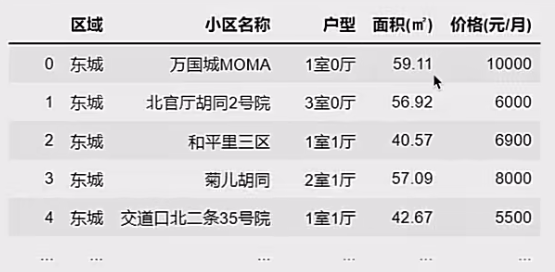 区域 小区名称 户型 面积(㎡) 价格(元/月)
0 东城 万国城MOMA 1室0厅 59.11 10000
1 东城 北官厅胡同2号院 3室0厅 56.92 6000
2 东城 和平里三区 1室1厅 40.57 6900
3 东城 菊儿胡同 2室1厅 57.09 8000
4 东城 交道口北二条35号院 1室1厅 42.67 5500
... ... ... ... ... ...